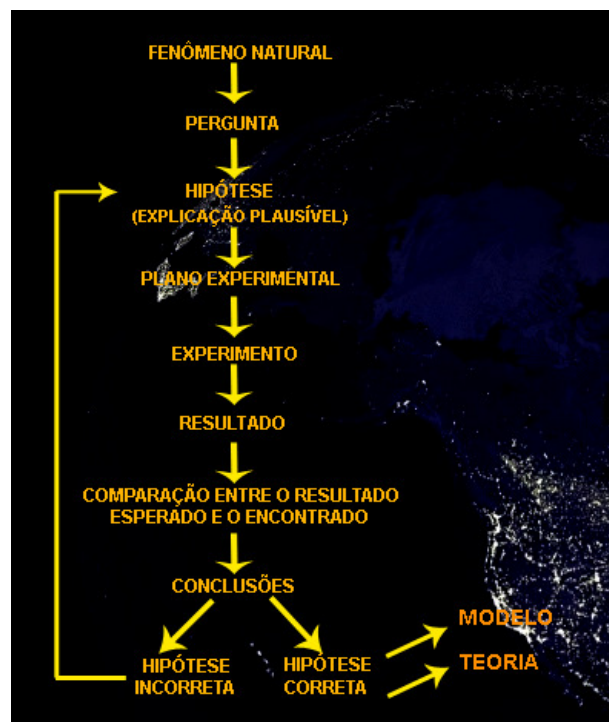 FENÔMENO NATURAL
PERGUNTA
HIPÓTESE
(EXPLICAÇÃO PLAUSÍVEL)
PLANO EXPERIMENTAL
EXPERIMENTO
RESULTADO
COMPARAÇÃO ENTRE O RESULTADO
ESPERADO E O ENCONTRADO
CONCLUSÕES
HIPÓTESE
INCORRETA
HIPÓTESE
CORRETA
MODELO
TEORIA